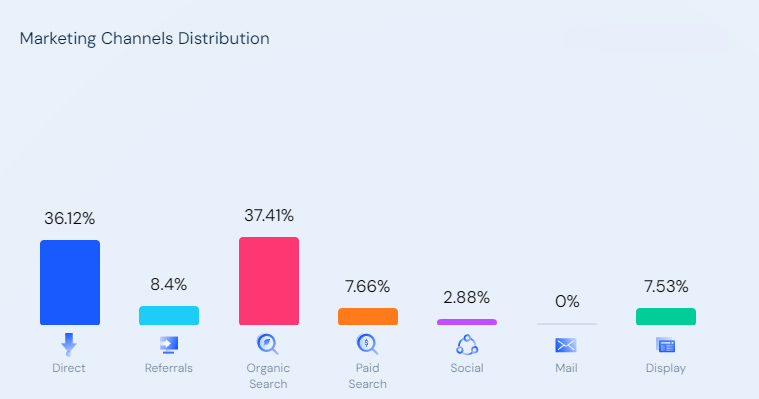 Marketing Channels Distribution
36.12%
8.4%
37.41%
7.66%
2.88%
0%
7.53%
Direct
Referrals
Organic
Search
Paid
Search
Social
Mail
Display